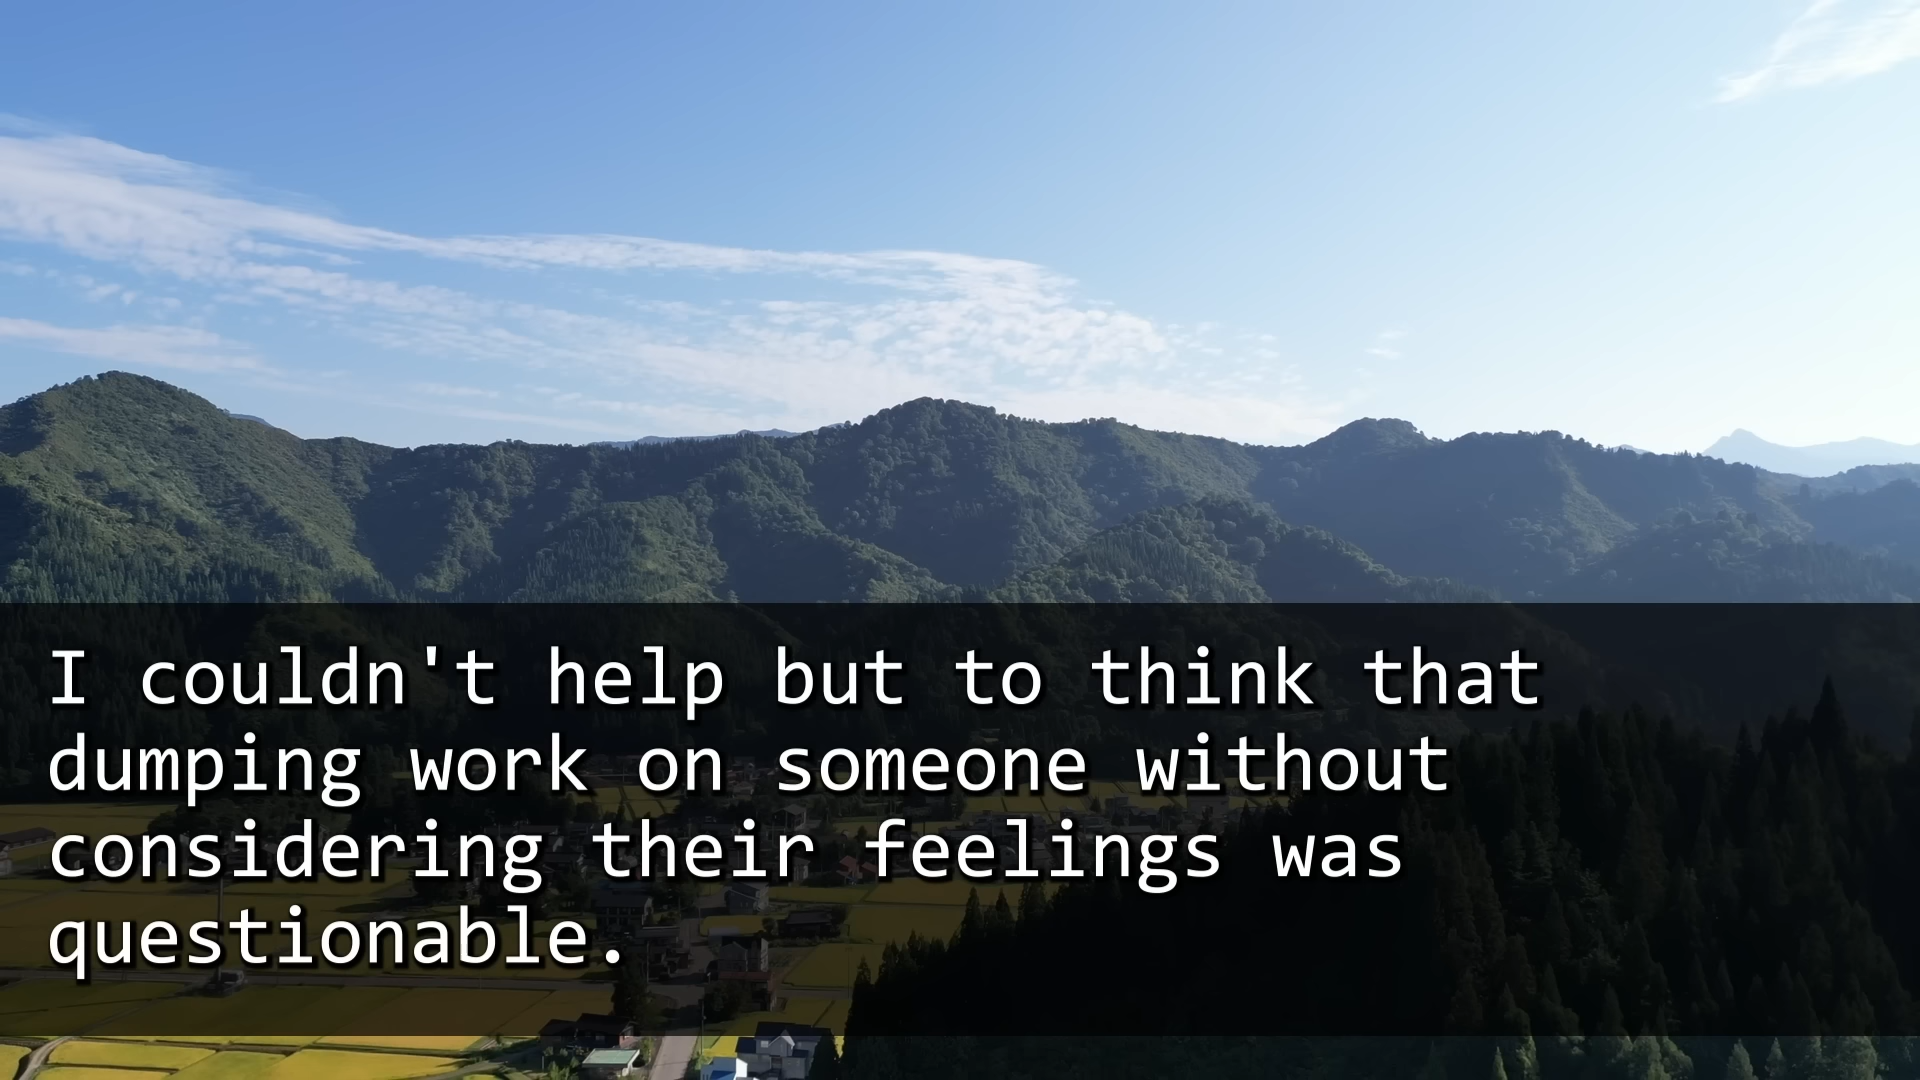 I couldn't help but to think that
dumping work on someone without
considering their feelings was
questionable.